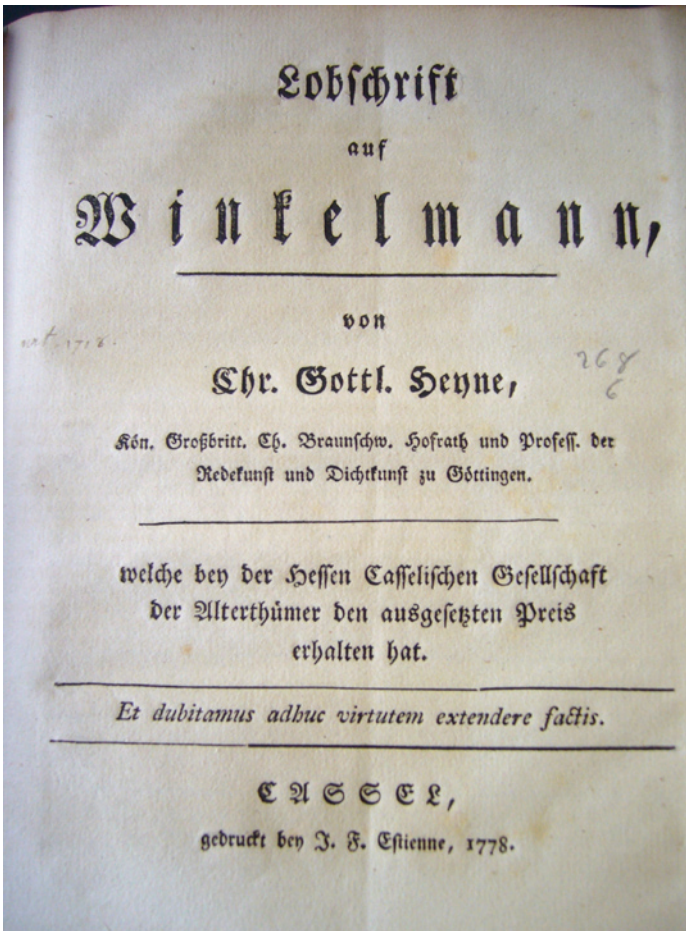 Lobschrift
auf
Winkelmann,
von
Chr. Gottl. Heyne,
268
6
Kön. Großbritt. Ch. Braunschw. Hofrath und Profess. der
Redekunst und Dichtkunst zu Göttingen.
welche bey der Hessen Casselischen Gesellschaft
der Alterthümer den ausgesetzten Preis
erhalten hat.
Et dubitamus adhuc virtutem extendere factis.
CASSEL,
gedruckt bey J. F. Estienne, 1778.